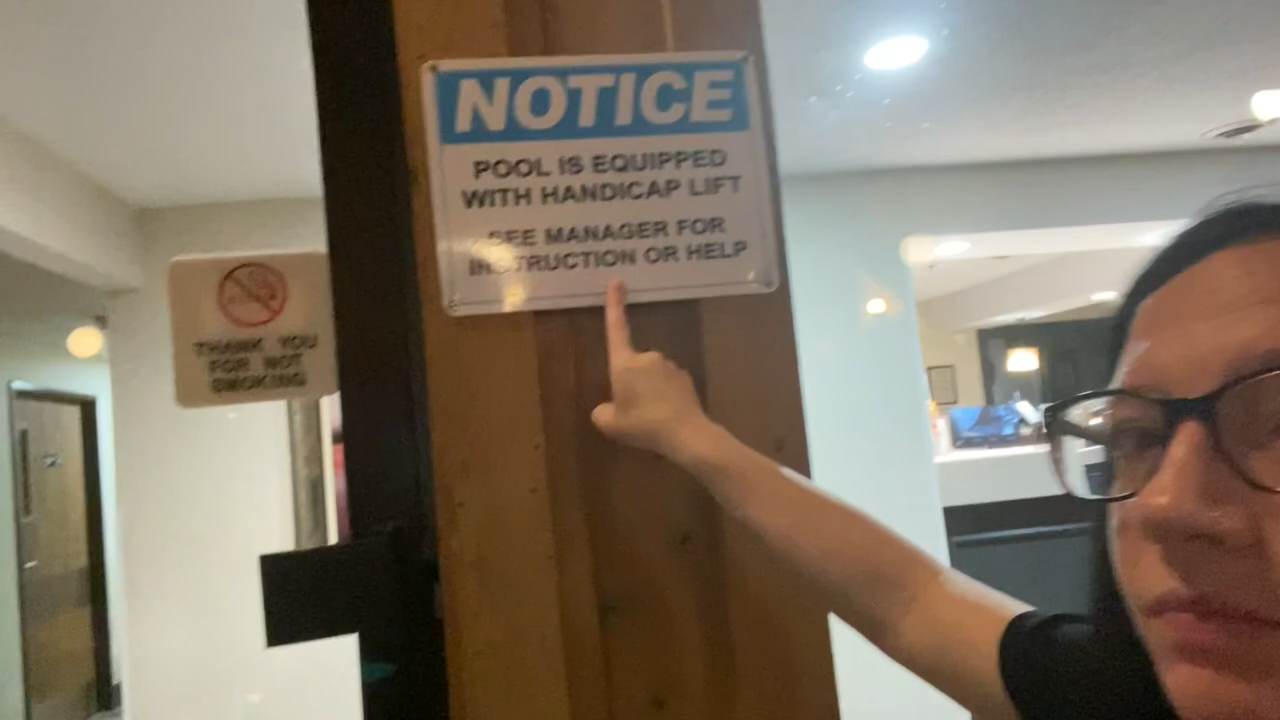 NOTICE
POOL IS EQUIPPED
WITH HANDICAP LIFT
SEE MANAGER FOR
INSTRUCTION OR HELP
THANK YOU
FOR NOT
SMOKING